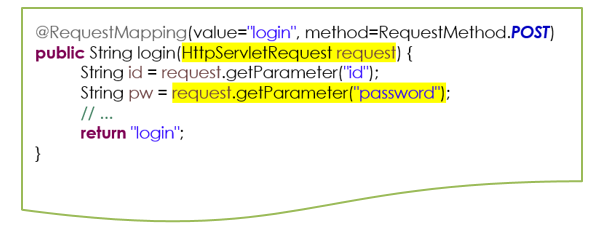 @RequestMapping(value="login", method=RequestMethod.POST)
public String login(HttpServletRequest request) {
String id = request.getParameter("id");
String pw = request.getParameter("password");
// ...
return "login";
}